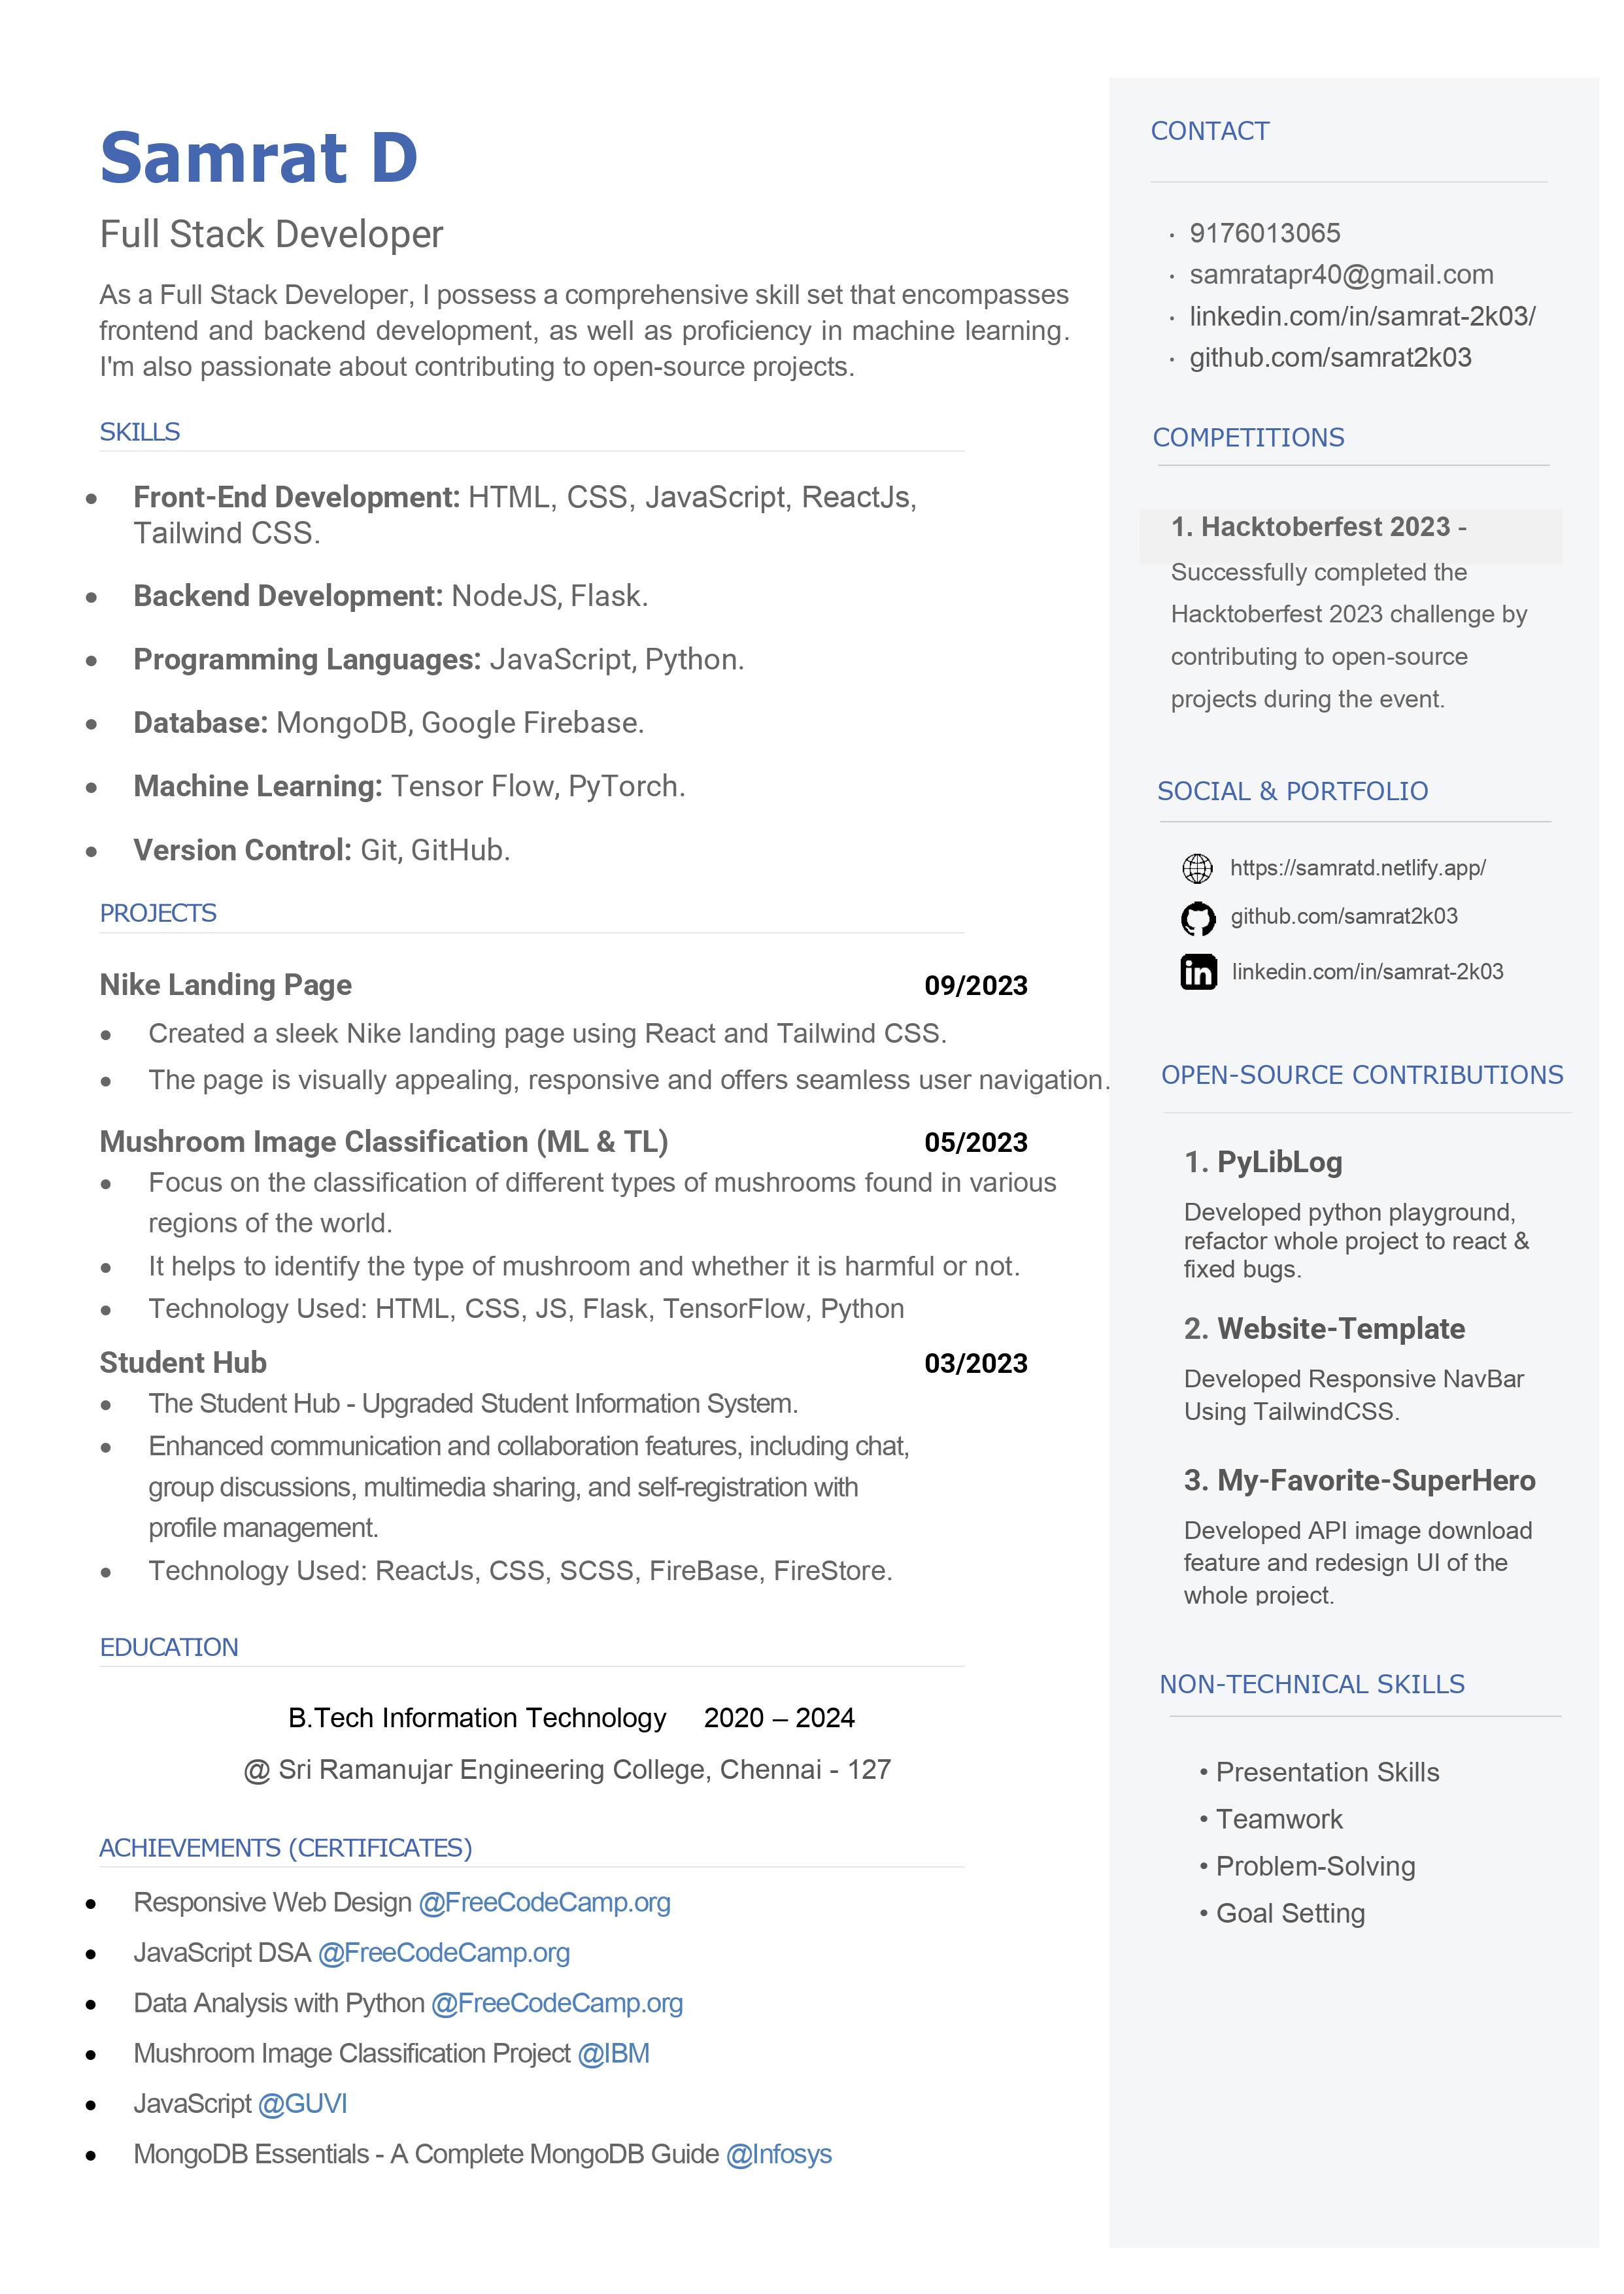 Samrat D
Full Stack Developer
As a Full Stack Developer, I possess a comprehensive skill set that encompasses
frontend and backend development, as well as proficiency in machine learning.
I'm also passionate about contributing to open-source projects.
SKILLS
• Front-End Development: HTML, CSS, JavaScript, ReactJs,
Tailwind CSS.
• Backend Development: NodeJS, Flask.
• Programming Languages: JavaScript, Python.
• Database: MongoDB, Google Firebase.
• Machine Learning: Tensor Flow, PyTorch.
• Version Control: Git, GitHub.
PROJECTS
Nike Landing Page 09/2023
• Created a sleek Nike landing page using React and Tailwind CSS.
• The page is visually appealing, responsive and offers seamless user navigation.
Mushroom Image Classification (ML & TL) 05/2023
• Focus on the classification of different types of mushrooms found in various
regions of the world.
• It helps to identify the type of mushroom and whether it is harmful or not.
• Technology Used: HTML, CSS, JS, Flask, TensorFlow, Python
Student Hub 03/2023
• The Student Hub - Upgraded Student Information System.
• Enhanced communication and collaboration features, including chat,
group discussions, multimedia sharing, and self-registration with
profile management.
• Technology Used: ReactJs, CSS, SCSS, FireBase, FireStore.
EDUCATION
B.Tech Information Technology 2020 – 2024
@ Sri Ramanujar Engineering College, Chennai - 127
ACHIEVEMENTS (CERTIFICATES)
• Responsive Web Design @FreeCodeCamp.org
• JavaScript DSA @FreeCodeCamp.org
• Data Analysis with Python @FreeCodeCamp.org
• Mushroom Image Classification Project @IBM
• JavaScript @GUVI
• MongoDB Essentials - A Complete MongoDB Guide @Infosys
CONTACT
· 9176013065
· samratapr40@gmail.com
· linkedin.com/in/samrat-2k03/
· github.com/samrat2k03
COMPETITIONS
1. Hacktoberfest 2023 -
Successfully completed the
Hacktoberfest 2023 challenge by
contributing to open-source
projects during the event.
SOCIAL & PORTFOLIO
https://samratd.netlify.app/
github.com/samrat2k03
in linkedin.com/in/samrat-2k03
OPEN-SOURCE CONTRIBUTIONS
1. PyLibLog
Developed python playground,
refactor whole project to react &
fixed bugs.
2. Website-Template
Developed Responsive NavBar
Using TailwindCSS.
3. My-Favorite-SuperHero
Developed API image download
feature and redesign UI of the
whole project.
NON-TECHNICAL SKILLS
• Presentation Skills
• Teamwork
• Problem-Solving
• Goal Setting